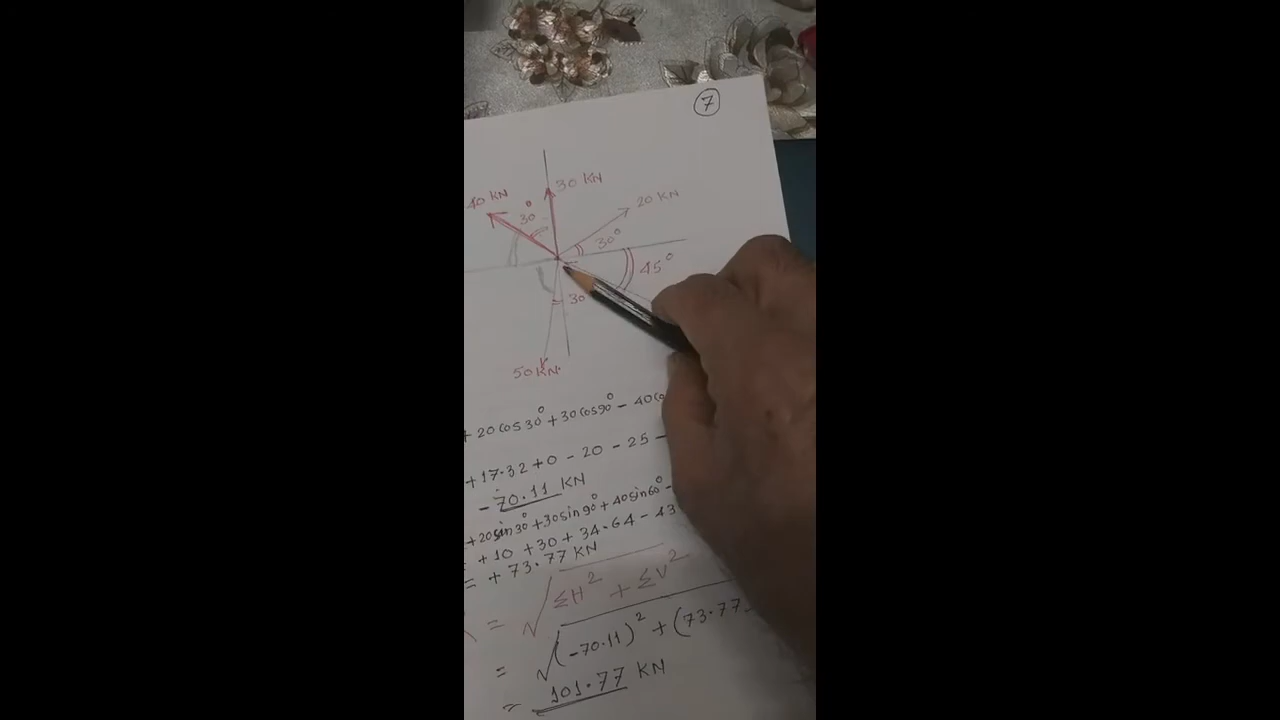 7
30 KN
40 KN
20 KN
30°
30°
45°
30
50 KN
+ 20 cos 30° + 30 cos 90° - 40 co
+ 17.32 + 0 - 20 - 25 -
- 70.11 KN
+ 20 sin 30° + 30 sin 90° + 40 sin 60° -
+ 10 + 30 + 34.64 - 43
= + 73.77 KN
= √ΣH² + ΣV²
= √(-70.11)² + (73.77
= 101.77 KN